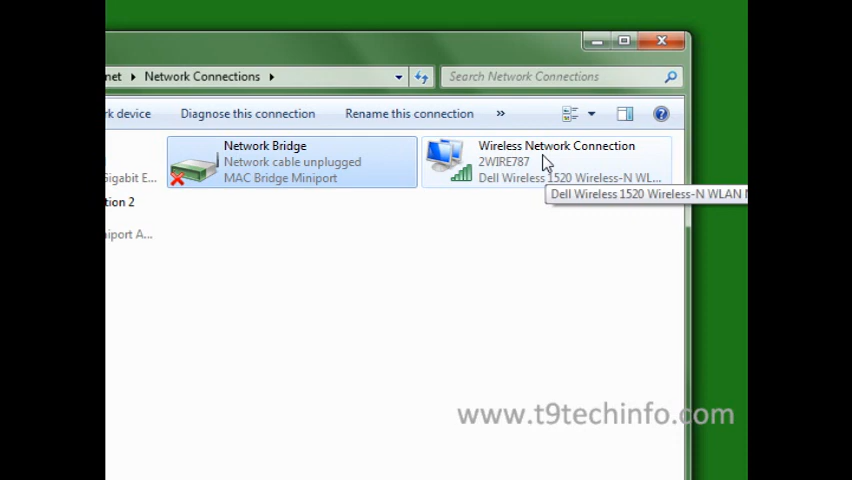 net ▸ Network Connections ▸
Search Network Connections
rk device Diagnose this connection Rename this connection »
Network Bridge
Network cable unplugged
MAC Bridge Miniport
Wireless Network Connection
2WIRE787
Dell Wireless 1520 Wireless-N WL...
Dell Wireless 1520 Wireless-N WLAN
igabit E...
tion 2
niport A...
www.t9techinfo.com